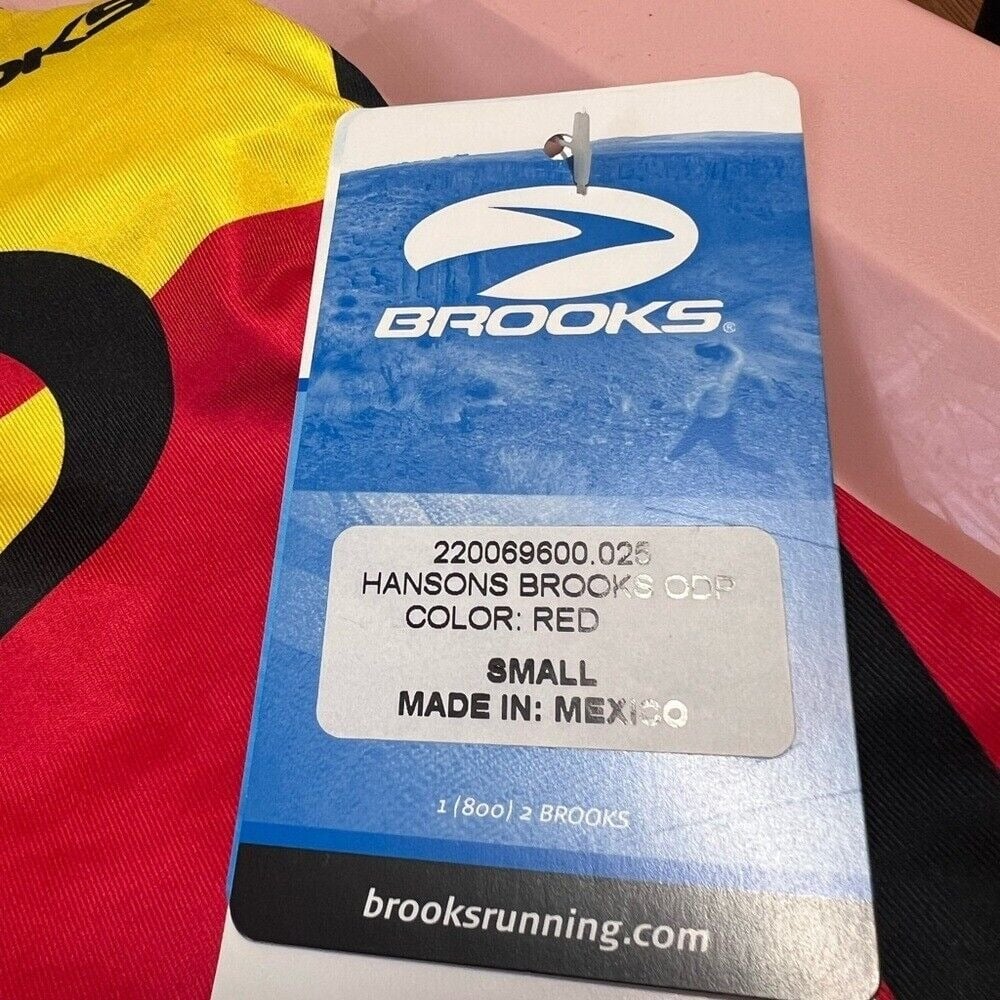 BROOKS®
220069600.025
HANSONS BROOKS ODP
COLOR: RED
SMALL
MADE IN: MEXICO
1 (800) 2 BROOKS
brooksrunning.com